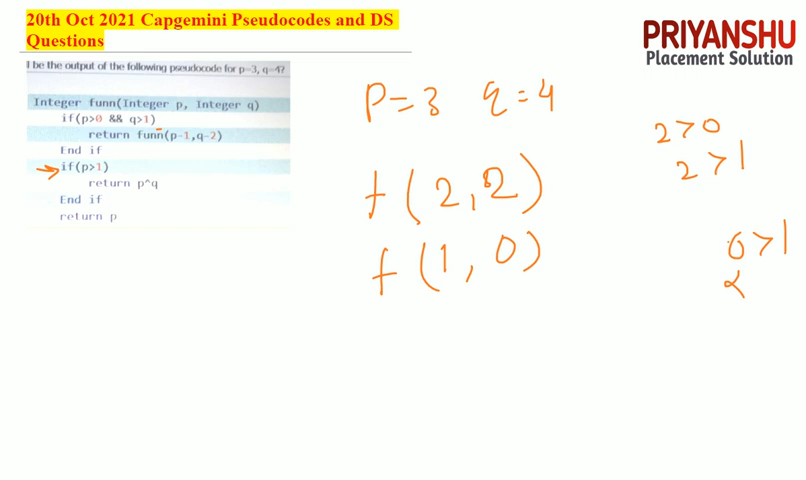 20th Oct 2021 Capgemini Pseudocodes and DS
Questions
PRIYANSHU
Placement Solution
l be the output of the following pseudocode for p=3, q=4?
Integer funn(Integer p, Integer q)
if(p>0 && q>1)
return funn(p-1,q-2)
End if
if(p>1)
return p^q
End if
return p
P=3 q=4
2>0
2>1
f(2,2)
f(1,0)
0>1